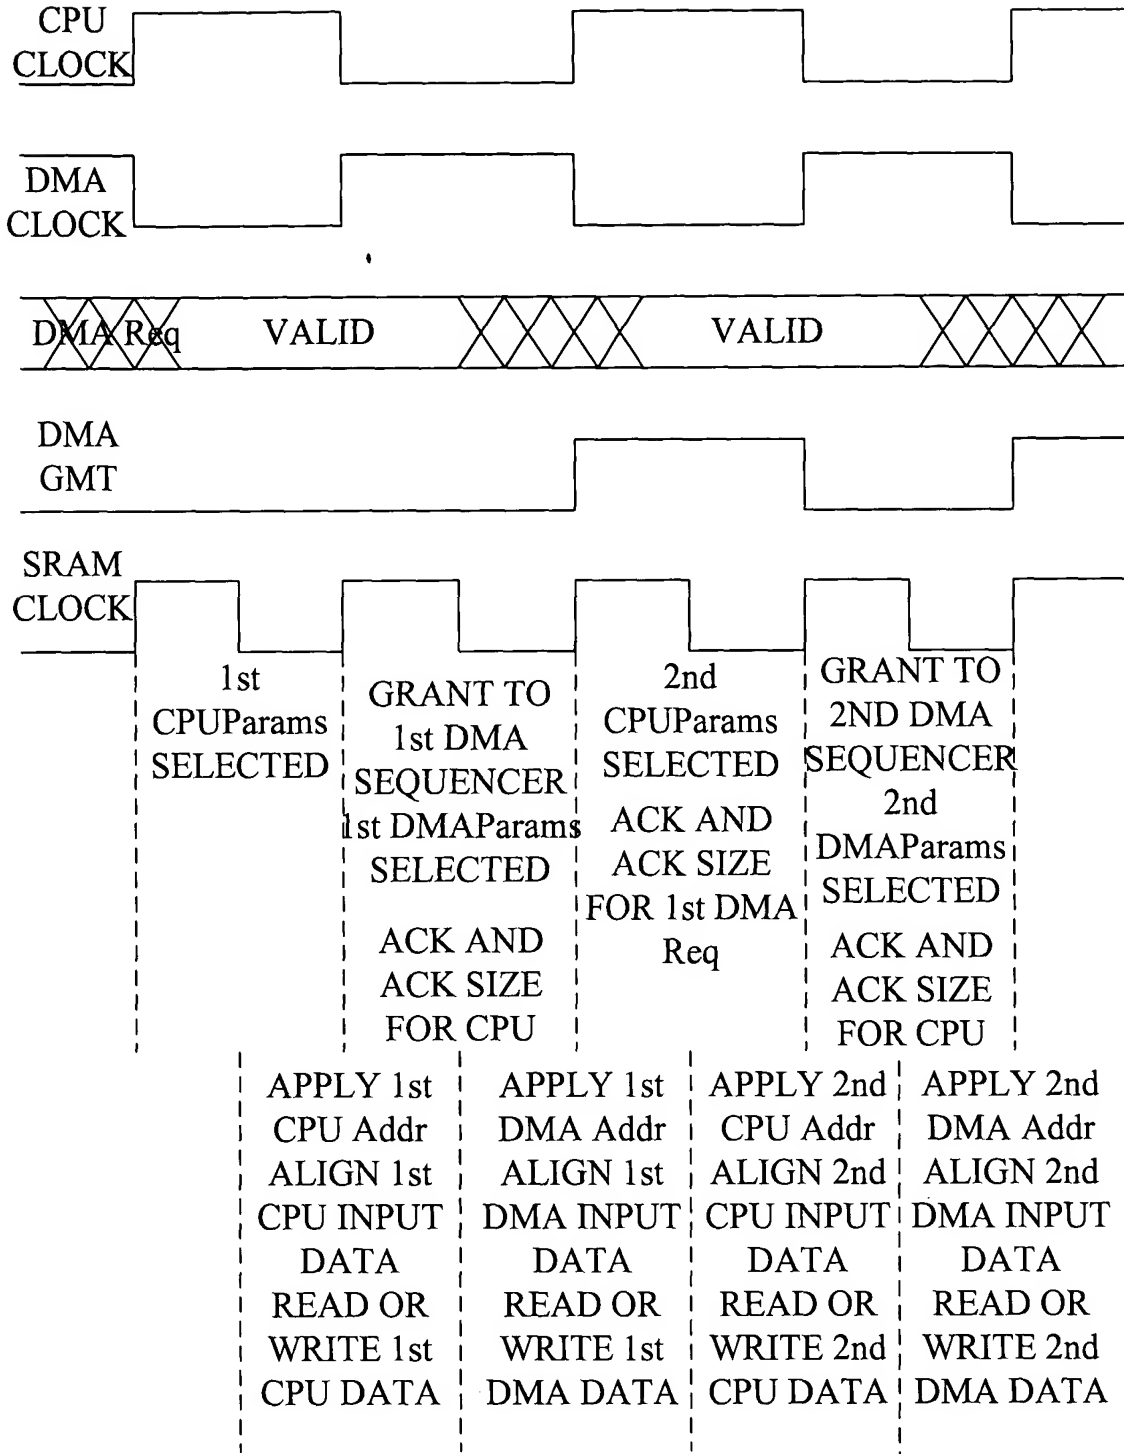 CPU
CLOCK
DMA
CLOCK
DMA Req VALID VALID
DMA
GMT
SRAM
CLOCK
1st
CPUParams
SELECTED
GRANT TO
1st DMA
SEQUENCER
1st DMAParams
SELECTED
ACK AND
ACK SIZE
FOR CPU
2nd
CPUParams
SELECTED
ACK AND
ACK SIZE
FOR 1st DMA
Req
GRANT TO
2ND DMA
SEQUENCER
2nd
DMAParams
SELECTED
ACK AND
ACK SIZE
FOR CPU
APPLY 1st
CPU Addr
ALIGN 1st
CPU INPUT
DATA
READ OR
WRITE 1st
CPU DATA
APPLY 1st
DMA Addr
ALIGN 1st
DMA INPUT
DATA
READ OR
WRITE 1st
DMA DATA
APPLY 2nd
CPU Addr
ALIGN 2nd
CPU INPUT
DATA
READ OR
WRITE 2nd
CPU DATA
APPLY 2nd
DMA Addr
ALIGN 2nd
DMA INPUT
DATA
READ OR
WRITE 2nd
DMA DATA